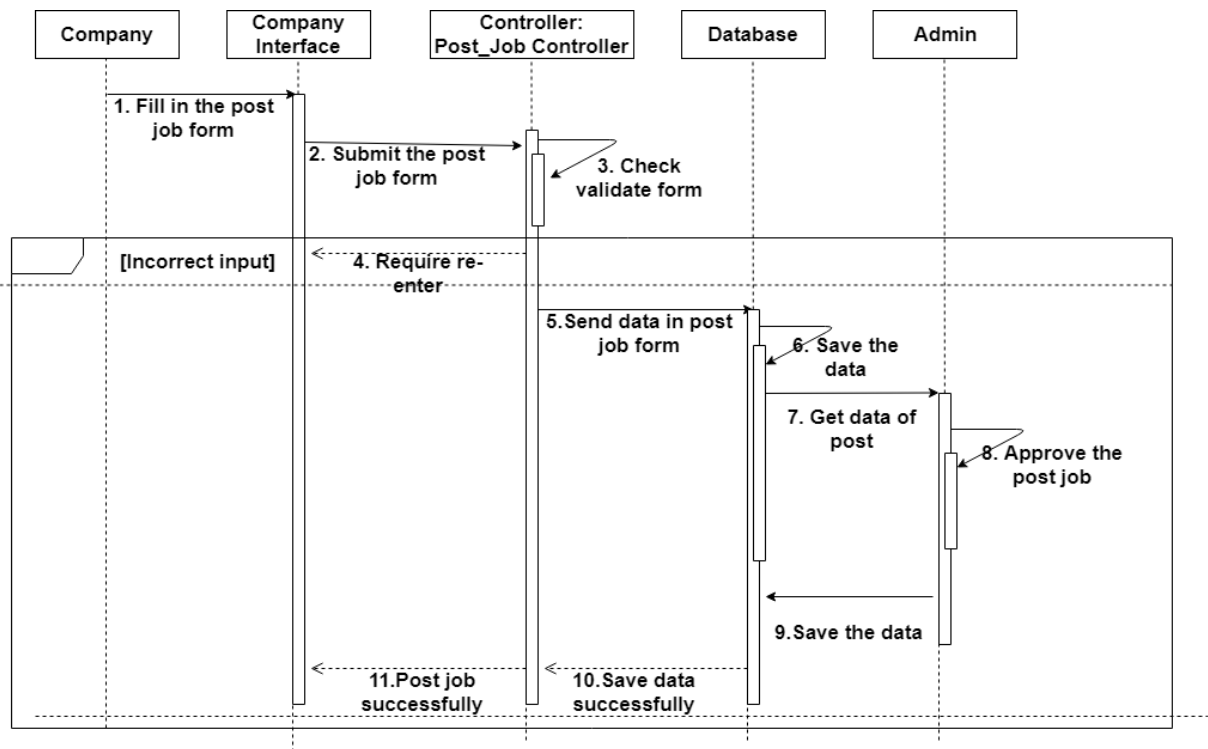 Company
Company
Interface
Controller:
Post_Job Controller
Database
Admin
1. Fill in the post
job form
2. Submit the post
job form
3. Check
validate form
[Incorrect input]
4. Require re-
enter
5.Send data in post
job form
6. Save the
data
7. Get data of
post
8. Approve the
post job
9.Save the data
10.Save data
successfully
11.Post job
successfully